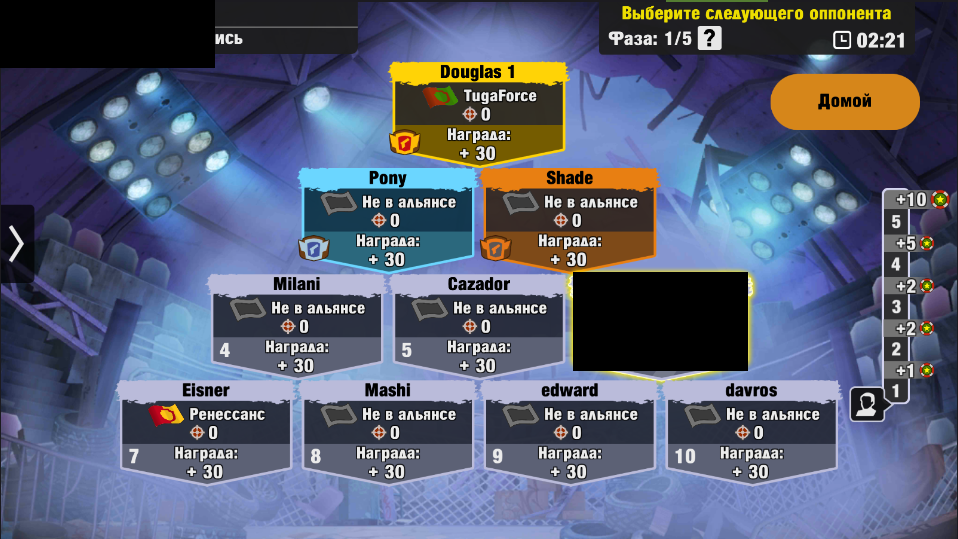 ись
Выберите следующего оппонента
Фаза: 1/5 ?
02:21
Домой
Douglas 1
TugaForce
0
Награда:
+ 30
Pony
Не в альянсе
0
Награда:
+ 30
Shade
Не в альянсе
0
Награда:
+ 30
Milani
Не в альянсе
0
4
Награда:
+ 30
Cazador
Не в альянсе
0
5
Награда:
+ 30
Eisner
Ренессанс
0
7
Награда:
+ 30
Mashi
Не в альянсе
0
8
Награда:
+ 30
edward
Не в альянсе
0
9
Награда:
+ 30
davros
Не в альянсе
0
10
Награда:
+ 30
+10
5
+5
4
+2
3
+2
2
+1
1